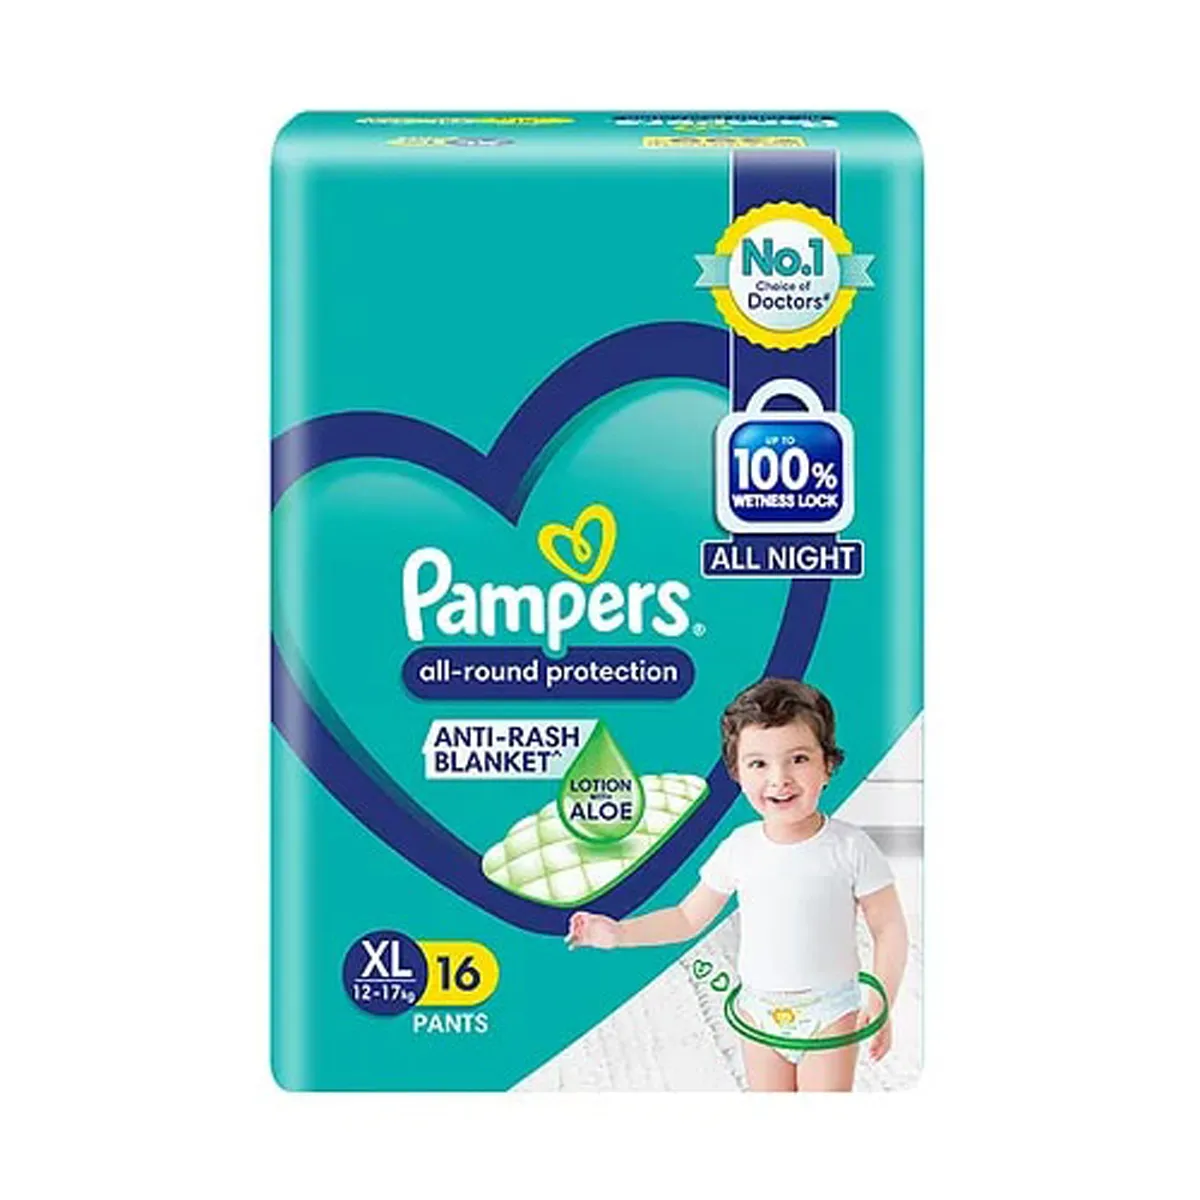 No.1
Choice of
Doctors#
UP TO
100%
WETNESS LOCK
ALL NIGHT
Pampers®
all-round protection
ANTI-RASH
BLANKET^
LOTION
with
ALOE
XL 16
12-17kg
PANTS